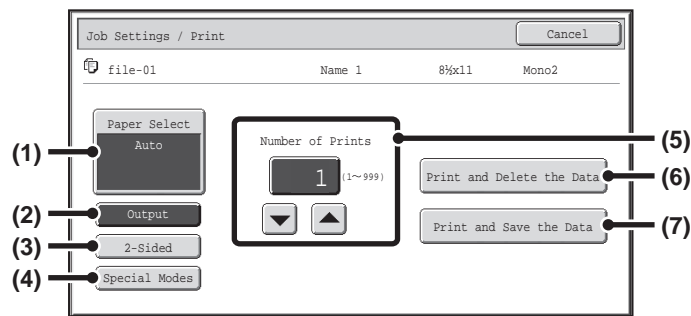 Job Settings / Print
Cancel
file-01 Name 1 8½x11 Mono2
Paper Select
Auto
Number of Prints
1 (1~999)
Output
2-Sided
Special Modes
Print and Delete the Data
Print and Save the Data
(1)
(2)
(3)
(4)
(5)
(6)
(7)